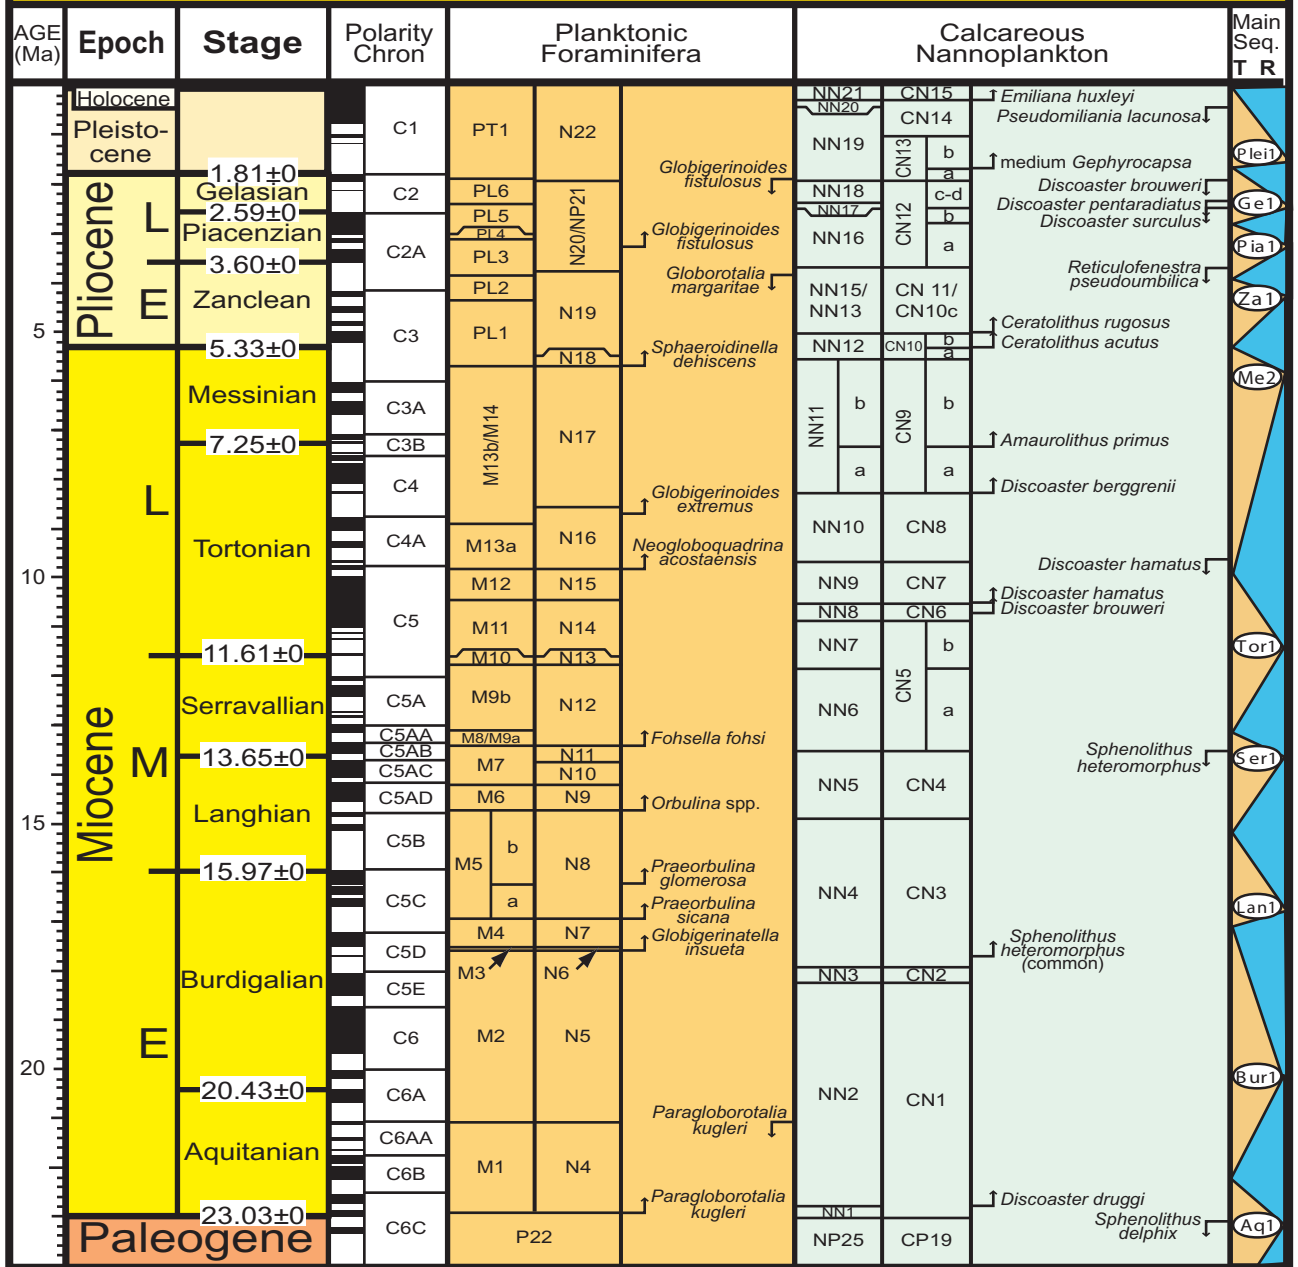 AGE
(Ma)
Epoch
Stage
Polarity
Chron
Planktonic
Foraminifera
Calcareous
Nannoplankton
Main
Seq.
T R
5
10
15
20
Holocene
Pleisto-
cene
Pliocene
L
E
Miocene
L
M
E
Paleogene
1.81±0
Gelasian
2.59±0
Piacenzian
3.60±0
Zanclean
5.33±0
Messinian
7.25±0
Tortonian
11.61±0
Serravallian
13.65±0
Langhian
15.97±0
Burdigalian
20.43±0
Aquitanian
23.03±0
C1
C2
C2A
C3
C3A
C3B
C4
C4A
C5
C5A
C5AA
C5AB
C5AC
C5AD
C5B
C5C
C5D
C5E
C6
C6A
C6AA
C6B
C6C
PT1
PL6
PL5
PL4
PL3
PL2
PL1
M13b/M14
M13a
M12
M11
M10
M9b
M8/M9a
M7
M6
M5
b
a
M4
M3
M2
M1
P22
N22
N20/NP21
N19
N18
N17
N16
N15
N14
N13
N12
N11
N10
N9
N8
N7
N6
N5
N4
Globigerinoides
fistulosus
Globigerinoides
fistulosus
Globorotalia
margaritae
Sphaeroidinella
dehiscens
Globigerinoides
extremus
Neogloboquadrina
acostaensis
Fohsella fohsi
Orbulina spp.
Praeorbulina
glomerosa
Praeorbulina
sicana
Globigerinatella
insueta
Paragloborotalia
kugleri
Paragloborotalia
kugleri
NN21
NN20
NN19
NN18
NN17
NN16
NN15/
NN13
NN12
NN11
b
a
NN10
NN9
NN8
NN7
NN6
NN5
NN4
NN3
NN2
NN1
NP25
CN15
CN14
CN13
b
a
CN12
c-d
b
a
CN 11/
CN10c
CN10
b
a
CN9
b
a
CN8
CN7
CN6
CN5
b
a
CN4
CN3
CN2
CN1
CP19
Emiliana huxleyi
Pseudomiliania lacunosa
medium Gephyrocapsa
Discoaster brouweri
Discoaster pentaradiatus
Discoaster surculus
Reticulofenestra
pseudoumbilica
Ceratolithus rugosus
Ceratolithus acutus
Amaurolithus primus
Discoaster berggrenii
Discoaster hamatus
Discoaster hamatus
Discoaster brouweri
Sphenolithus
heteromorphus
Sphenolithus
heteromorphus
(common)
Discoaster druggi
Sphenolithus
delphix
Plei1
Ge1
Pia1
Za1
Me2
Tor1
Ser1
Lan1
Bur1
Aq1